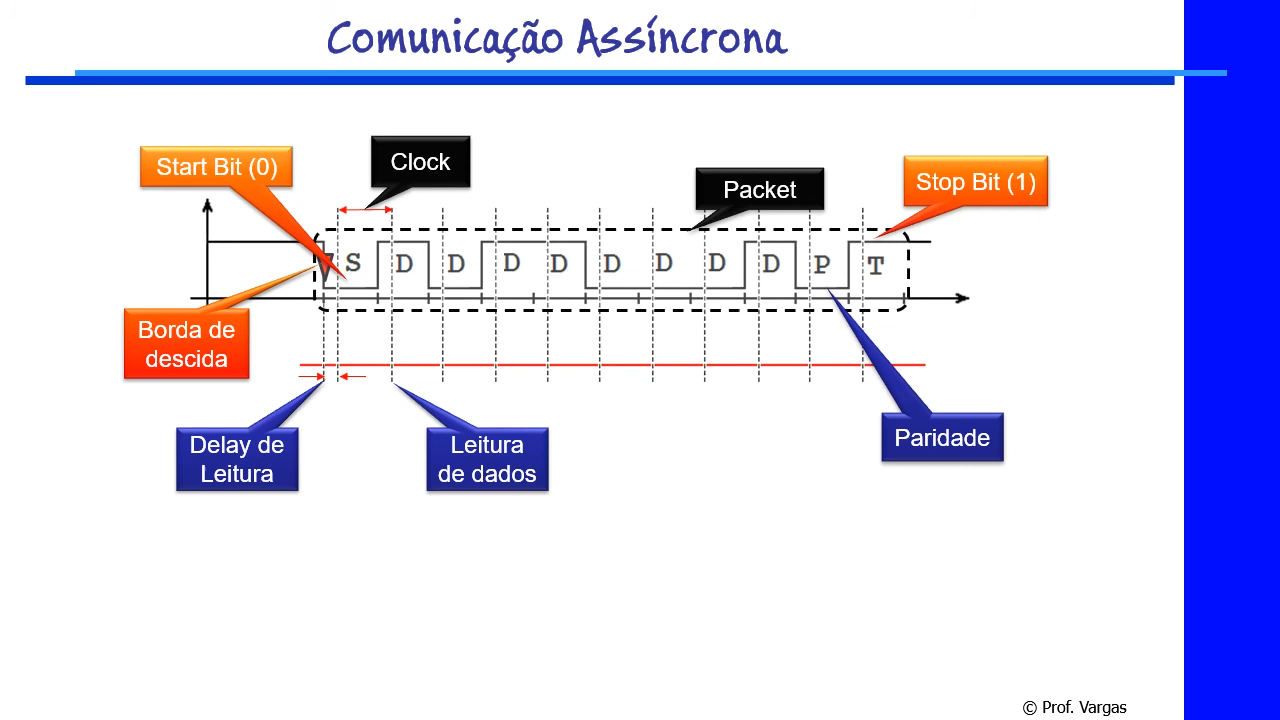 Comunicação Assíncrona
Start Bit (0)
Clock
Packet
Stop Bit (1)
S D D D D D D D D P T
Borda de
descida
Delay de
Leitura
Leitura
de dados
Paridade
© Prof. Vargas